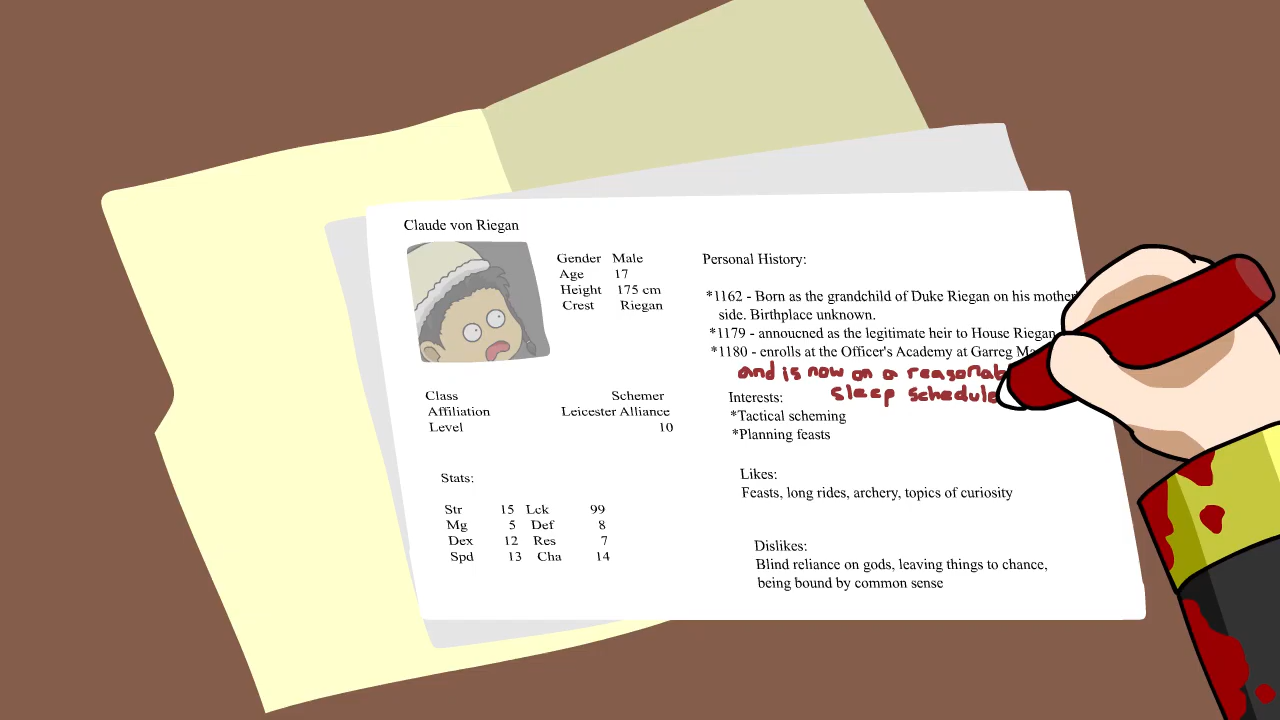 Claude von Riegan
Gender Male
Age 17
Height 175 cm
Crest Riegan
Class Schemer
Affiliation Leicester Alliance
Level 10
Stats:
Str 15 Lck 99
Mg 5 Def 8
Dex 12 Res 7
Spd 13 Cha 14
Personal History:
*1162 - Born as the grandchild of Duke Riegan on his mother
side. Birthplace unknown.
*1179 - annoucned as the legitimate heir to House Riegan
*1180 - enrolls at the Officer's Academy at Garreg
and is now on a
sleep schedule
Interests:
*Tactical scheming
*Planning feasts
Likes:
Feasts, long rides, archery, topics of curiosity
Dislikes:
Blind reliance on gods, leaving things to chance,
being bound by common sense